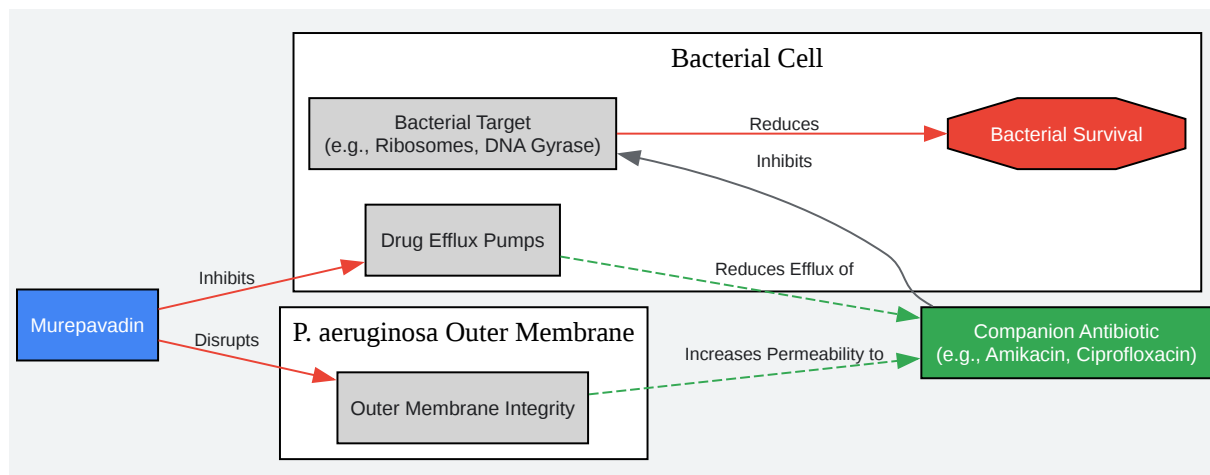 Bacterial Cell
Bacterial Target
(e.g., Ribosomes, DNA Gyrase)
Reduces
Bacterial Survival
Inhibits
Drug Efflux Pumps
Reduces Efflux of
Inhibits
Murepavadin
Disrupts
P. aeruginosa Outer Membrane
Outer Membrane Integrity
Increases Permeability to
Companion Antibiotic
(e.g., Amikacin, Ciprofloxacin)